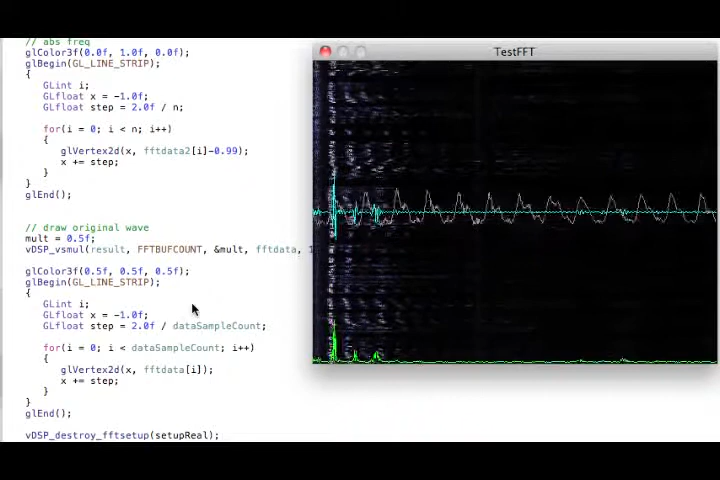 // abs freq
glColor3f(0.0f, 1.0f, 0.0f);
glBegin(GL_LINE_STRIP);
{
GLint i;
GLfloat x = -1.0f;
GLfloat step = 2.0f / n;
for(i = 0; i < n; i++)
{
glVertex2d(x, fftdata2[i]-0.99);
x += step;
}
}
glEnd();
// draw original wave
mult = 0.5f;
vDSP_vsmul(result, FFTBUFCOUNT, &mult, fftdata, 1
glColor3f(0.5f, 0.5f, 0.5f);
glBegin(GL_LINE_STRIP);
{
GLint i;
GLfloat x = -1.0f;
GLfloat step = 2.0f / dataSampleCount;
for(i = 0; i < dataSampleCount; i++)
{
glVertex2d(x, fftdata[i]);
x += step;
}
}
glEnd();
vDSP_destroy_fftsetup(setupReal);
TestFFT